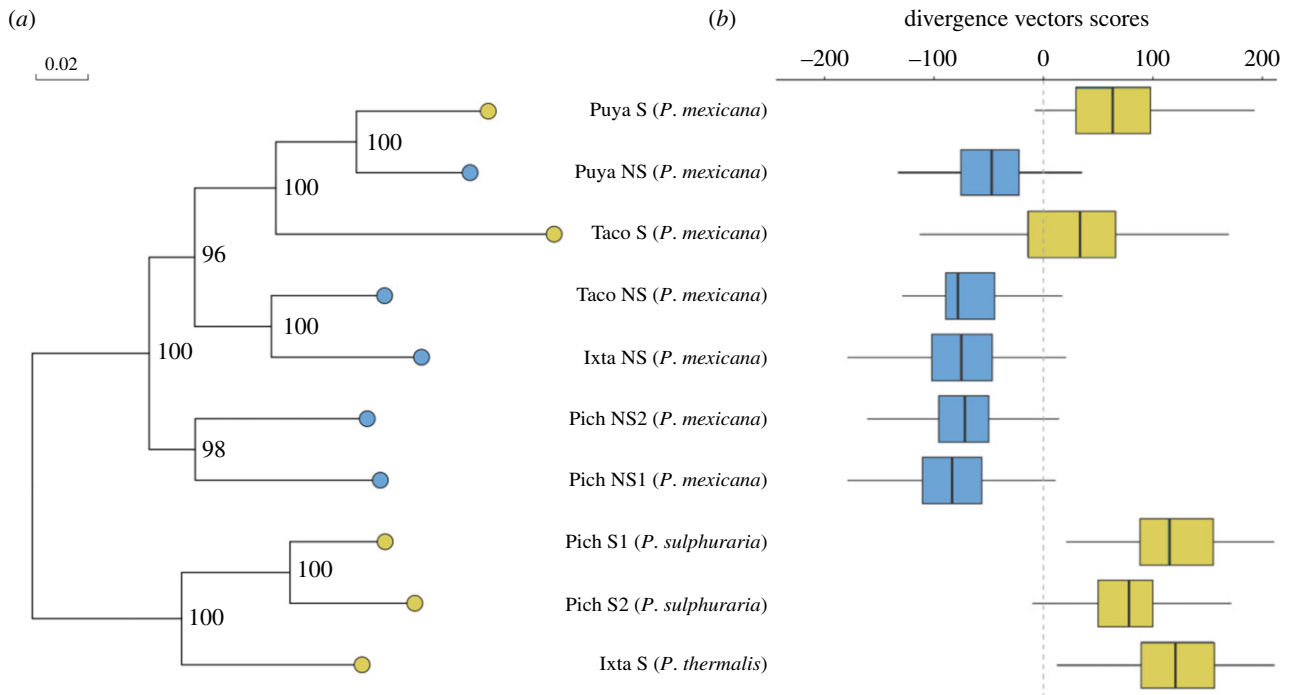 (a)
0.02
100
100
96
100
100
98
100
100
(b) divergence vectors scores
–200 –100 0 100 200
Puya S (P. mexicana)
Puya NS (P. mexicana)
Taco S (P. mexicana)
Taco NS (P. mexicana)
Ixta NS (P. mexicana)
Pich NS2 (P. mexicana)
Pich NS1 (P. mexicana)
Pich S1 (P. sulphuraria)
Pich S2 (P. sulphuraria)
Ixta S (P. thermalis)